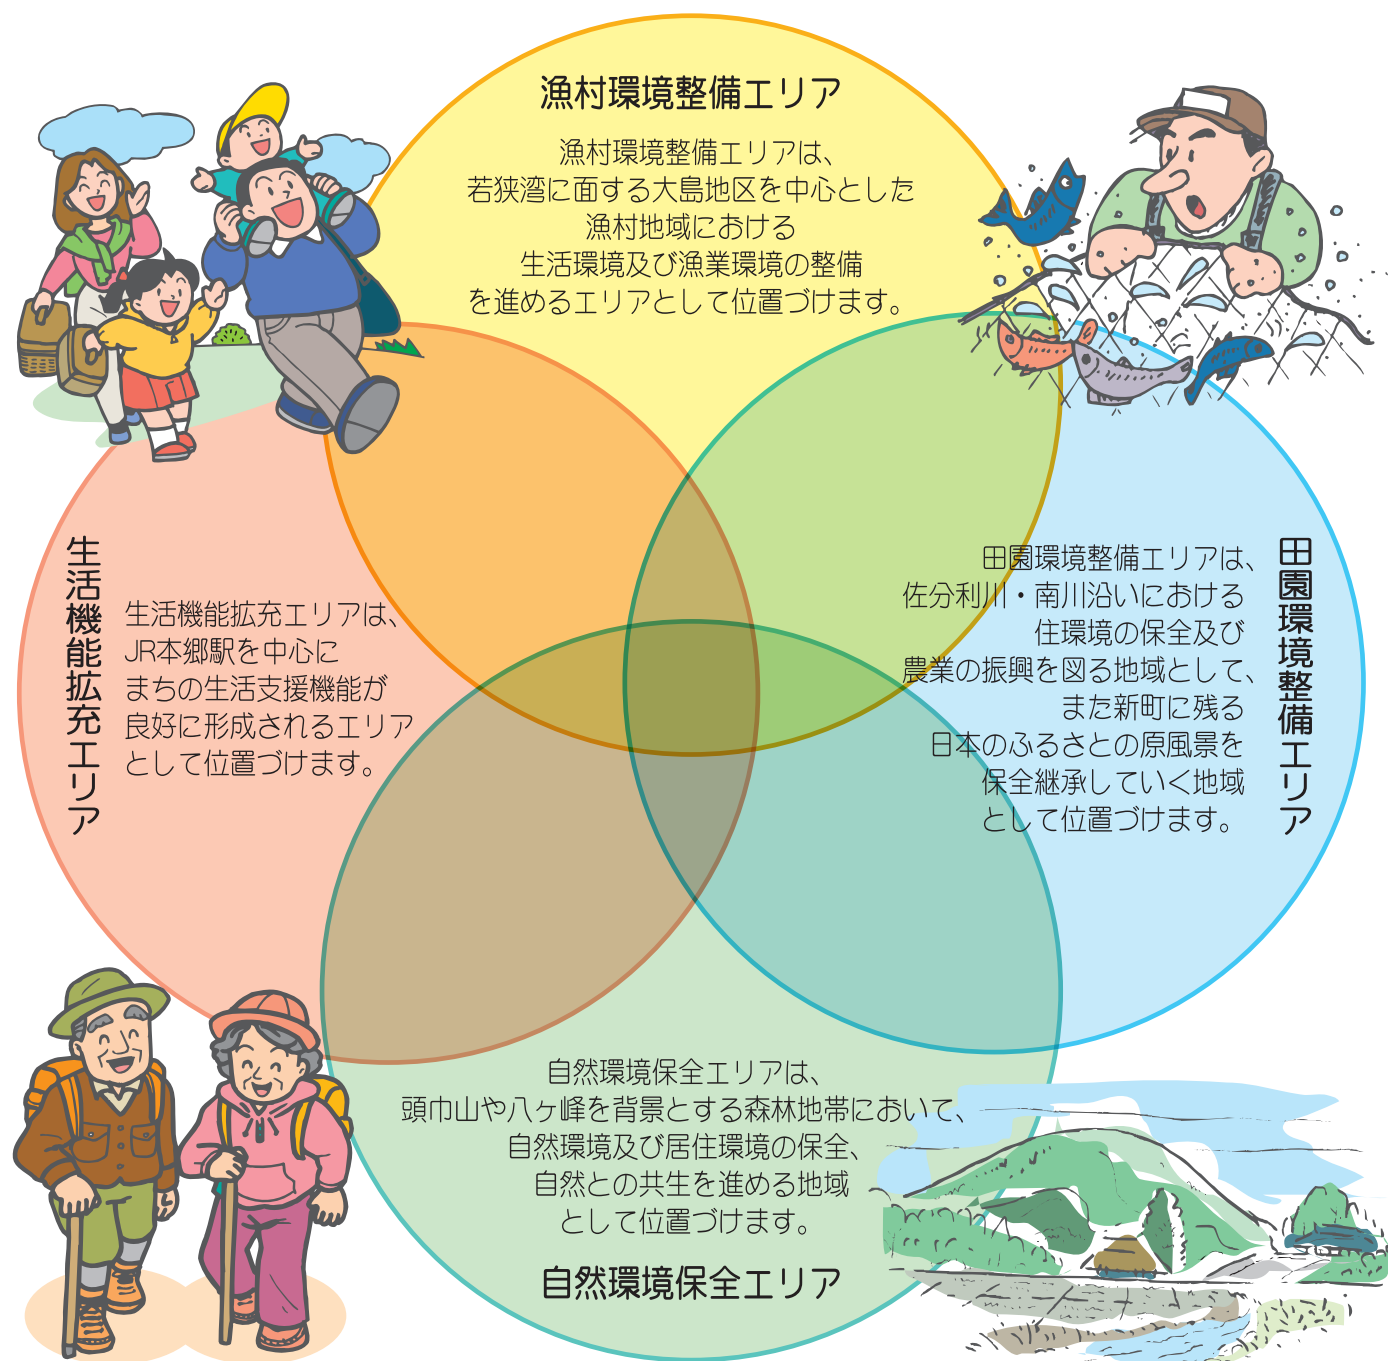 漁村環境整備エリア
漁村環境整備エリアは、
若狭湾に面する大島地区を中心とした
漁村地域における
生活環境及び漁業環境の整備
を進めるエリアとして位置づけます。
生活機能拡充エリア
生活機能拡充エリアは、
JR本郷駅を中心に
まちの生活支援機能が
良好に形成されるエリア
として位置づけます。
田園環境整備エリア
田園環境整備エリアは、
佐分利川・南川沿いにおける
住環境の保全及び
農業の振興を図る地域として、
また新町に残る
日本のふるさとの原風景を
保全継承していく地域
として位置づけます。
自然環境保全エリアは、
頭巾山や八ヶ峰を背景とする森林地帯において、
自然環境及び居住環境の保全、
自然との共生を進める地域
として位置づけます。
自然環境保全エリア